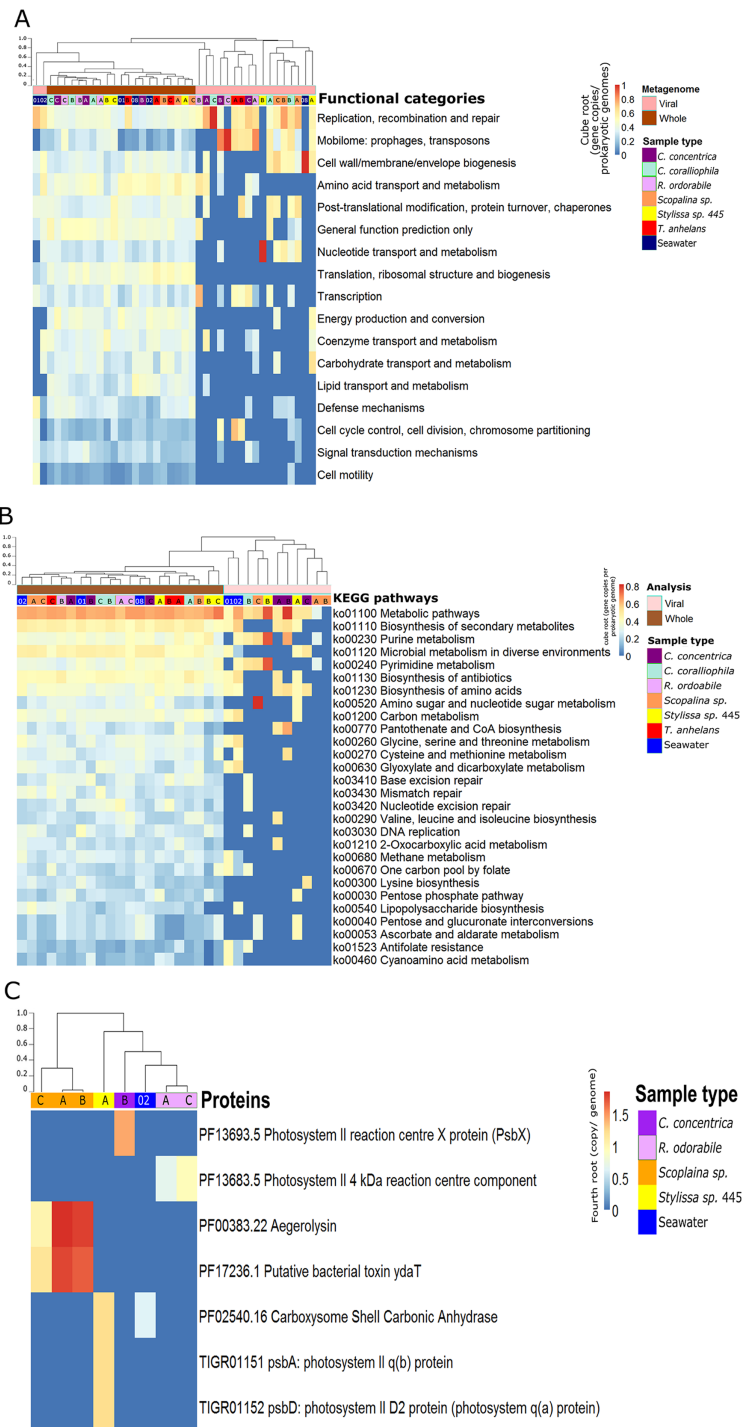 A
1.0
0.8
0.6
0.4
0.2
0
Functional categories
Replication, recombination and repair
Mobilome: prophages, transposons
Cell wall/membrane/envelope biogenesis
Amino acid transport and metabolism
Post-translational modification, protein turnover, chaperones
General function prediction only
Nucleotide transport and metabolism
Translation, ribosomal structure and biogenesis
Transcription
Energy production and conversion
Coenzyme transport and metabolism
Carbohydrate transport and metabolism
Lipid transport and metabolism
Defense mechanisms
Cell cycle control, cell division, chromosome partitioning
Signal transduction mechanisms
Cell motility
Cube root
(gene copies/
prokaryotic genomes)
1
0.8
0.6
0.4
0.2
0
Metagenome
Viral
Whole
Sample type
C. concentrica
C. coralliophila
R. ordorabile
Scopalina sp.
Stylissa sp. 445
T. anhelans
Seawater
B
1.0
0.8
0.6
0.4
0.2
0
KEGG pathways
ko01100 Metabolic pathways
ko01110 Biosynthesis of secondary metabolites
ko00230 Purine metabolism
ko01120 Microbial metabolism in diverse environments
ko00240 Pyrimidine metabolism
ko01130 Biosynthesis of antibiotics
ko01230 Biosynthesis of amino acids
ko00520 Amino sugar and nucleotide sugar metabolism
ko01200 Carbon metabolism
ko00770 Pantothenate and CoA biosynthesis
ko00260 Glycine, serine and threonine metabolism
ko00270 Cysteine and methionine metabolism
ko00630 Glyoxylate and dicarboxylate metabolism
ko03410 Base excision repair
ko03430 Mismatch repair
ko03420 Nucleotide excision repair
ko00290 Valine, leucine and isoleucine biosynthesis
ko03030 DNA replication
ko01210 2-Oxocarboxylic acid metabolism
ko00680 Methane metabolism
ko00670 One carbon pool by folate
ko00300 Lysine biosynthesis
ko00030 Pentose phosphate pathway
ko00540 Lipopolysaccharide biosynthesis
ko00040 Pentose and glucuronate interconversions
ko00053 Ascorbate and aldarate metabolism
ko01523 Antifolate resistance
ko00460 Cyanoamino acid metabolism
cube root (gene copies per
prokaryotic genome)
0.8
0.6
0.4
0.2
0
Analysis
Viral
Whole
Sample type
C. concentrica
C. coralliophila
R. ordoabile
Scopalina sp.
Stylissa sp. 445
T. anhelans
Seawater
C
1.0
0.8
0.6
0.4
0.2
0
C A B A B 02 A C
Proteins
PF13693.5 Photosystem II reaction centre X protein (PsbX)
PF13683.5 Photosystem II 4 kDa reaction centre component
PF00383.22 Aegerolysin
PF17236.1 Putative bacterial toxin ydaT
PF02540.16 Carboxysome Shell Carbonic Anhydrase
TIGR01151 psbA: photosystem II q(b) protein
TIGR01152 psbD: photosystem II D2 protein (photosystem q(a) protein)
Fourth root (copy/ genome)
1.5
1
0.5
0
Sample type
C. concentrica
R. odorabile
Scoplaina sp.
Stylissa sp. 445
Seawater